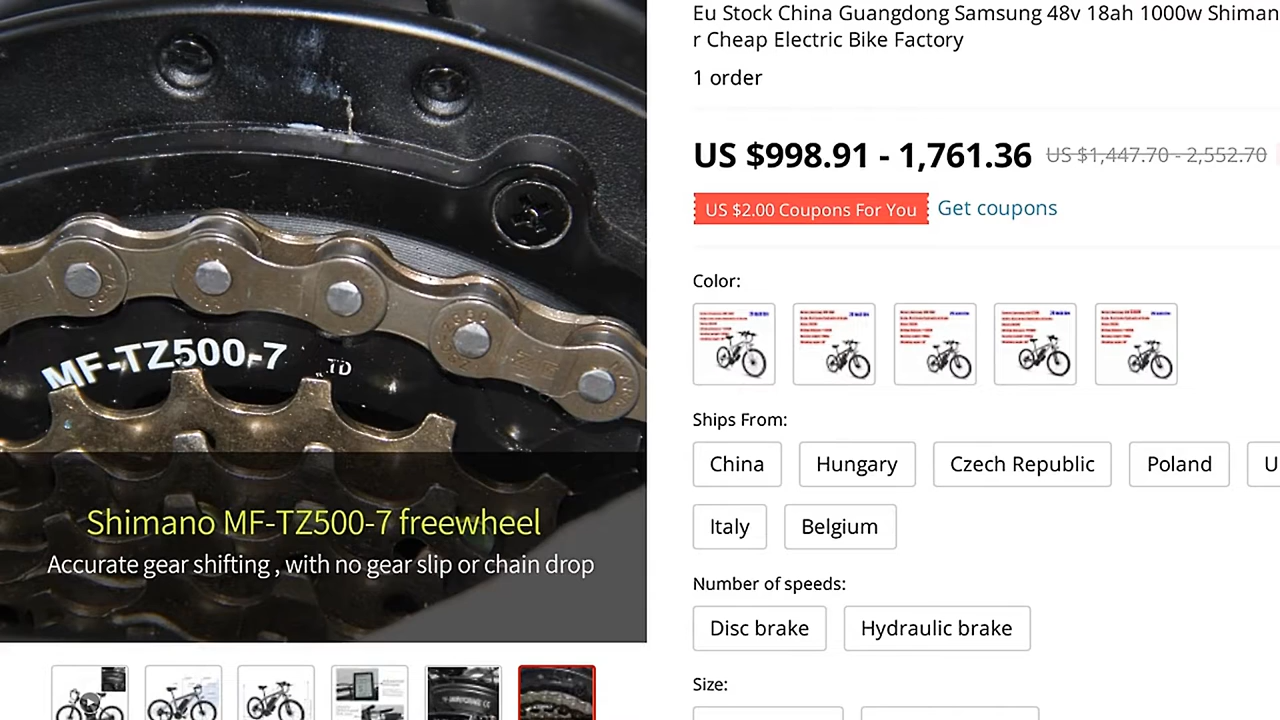 Eu Stock China Guangdong Samsung 48v 18ah 1000w Shiman
r Cheap Electric Bike Factory
1 order
US $998.91 - 1,761.36 US $1,447.70 - 2,552.70
US $2.00 Coupons For You Get coupons
Color:
Ships From:
China Hungary Czech Republic Poland U
Italy Belgium
Number of speeds:
Disc brake Hydraulic brake
Size:
MF-TZ500-7
Shimano MF-TZ500-7 freewheel
Accurate gear shifting , with no gear slip or chain drop